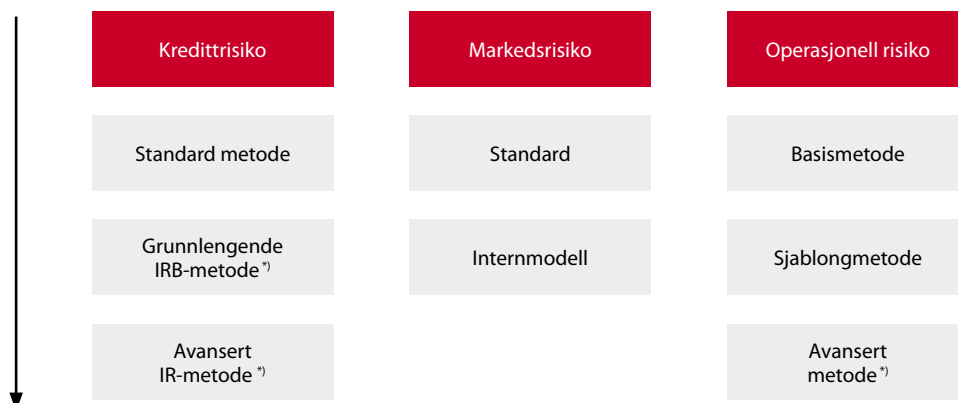 Kredittrisiko
Markedsrisiko
Operasjonell risiko
Standard metode
Standard
Basismetode
Grunnlengende
IRB-metode *)
Internmodell
Sjablongmetode
Avansert
IR-metode *)
Avansert
metode *)